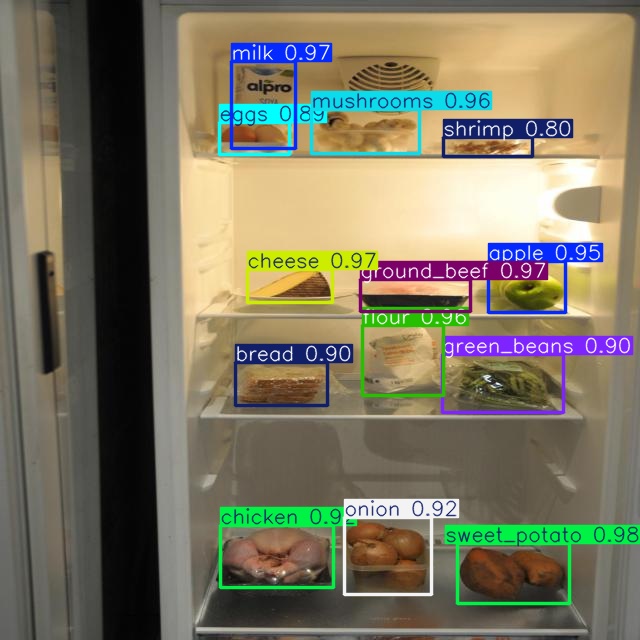 milk 0.97
alpro
SOYA
eggs 0.89
mushrooms 0.96
shrimp 0.80
cheese 0.97
ground_beef 0.97
apple 0.95
flour 0.96
bread 0.90
green_beans 0.90
chicken 0.92
onion 0.92
sweet_potato 0.98